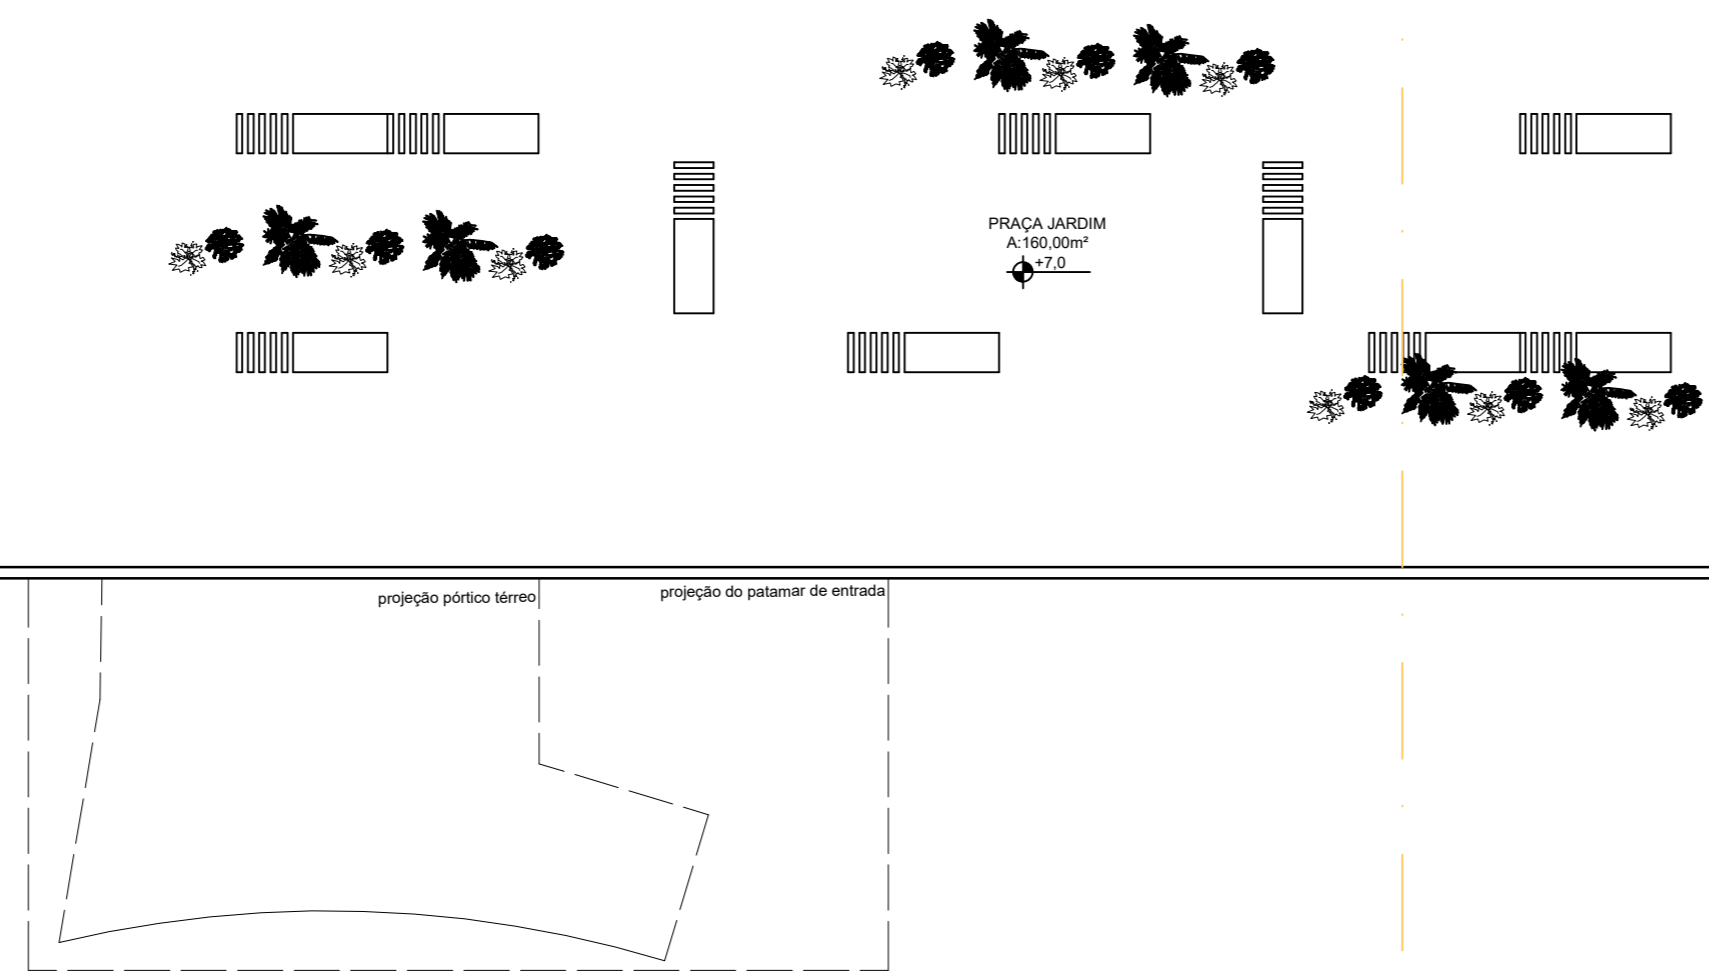 PRAÇA JARDIM
A:160,00m²
+7,0
projeção pórtico térreo
projeção do patamar de entrada